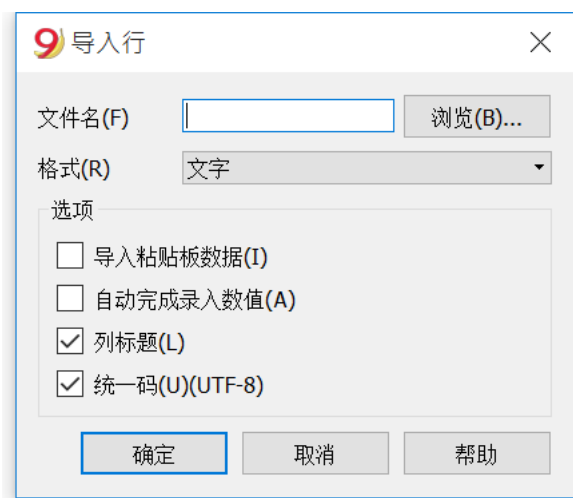 9 导入行
文件名(F) 浏览(B)...
格式(R) 文字
选项
导入粘贴板数据(I)
自动完成录入数值(A)
列标题(L)
统一码(U)(UTF-8)
确定 取消 帮助